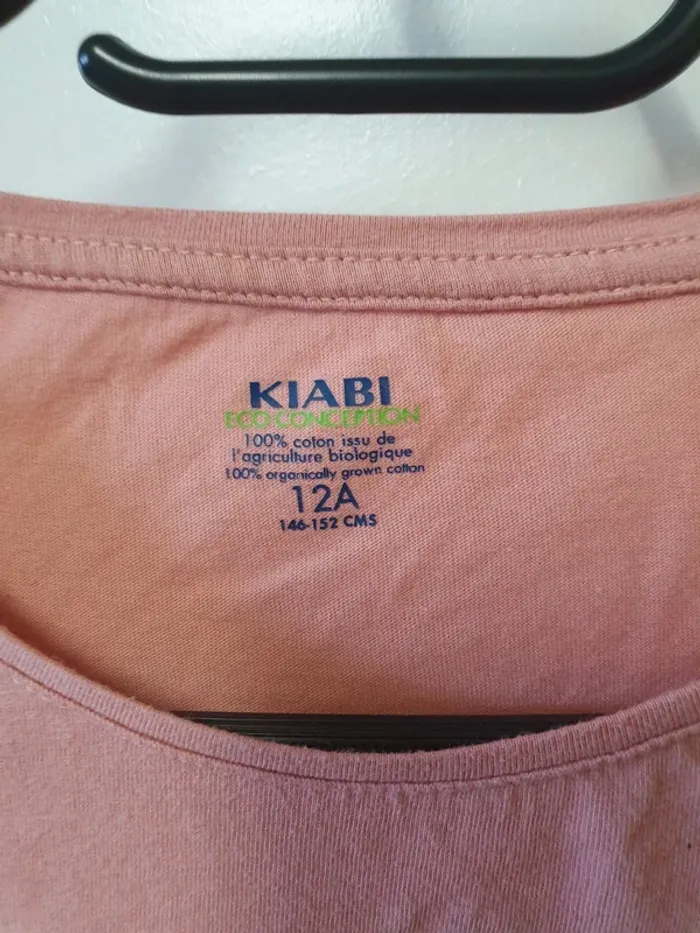 KIABI
ECO CONCEPTION
100% coton issu de
l'agriculture biologique
100% organically grown cotton
12A
146-152 CMS